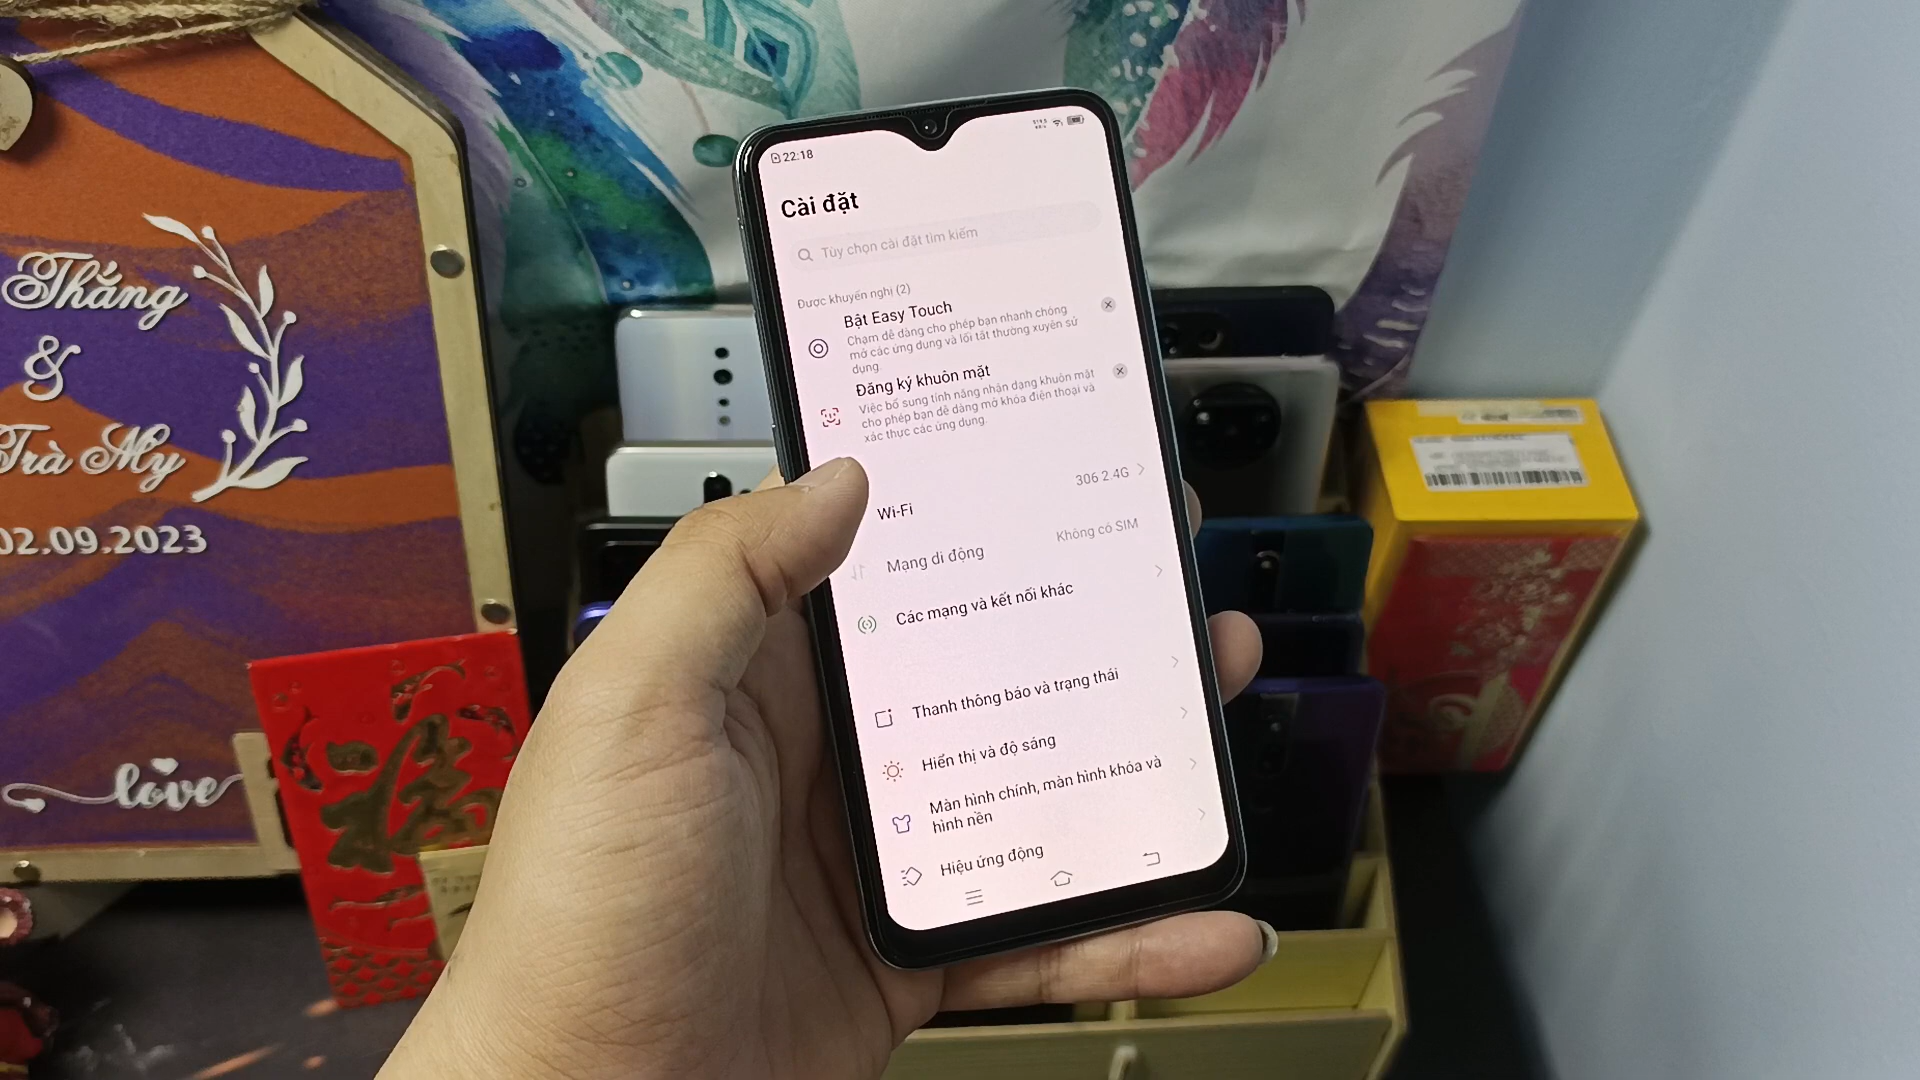 Thắng
&
Trà My
02.09.2023
love
22:18
Cài đặt
Tùy chọn cài đặt tìm kiếm
Được khuyến nghị (2)
Bật Easy Touch
Chạm dễ dàng cho phép bạn nhanh chóng
mở các ứng dụng và lối tắt thường xuyên sử
dụng.
Đăng ký khuôn mặt
Việc bổ sung tính năng nhận dạng khuôn mặt
cho phép bạn dễ dàng mở khóa điện thoại và
xác thực các ứng dụng.
Wi-Fi
306 2.4G
Mạng di động
Không có SIM
Các mạng và kết nối khác
Thanh thông báo và trạng thái
Hiển thị và độ sáng
Màn hình chính, màn hình khóa và
hình nền
Hiệu ứng động
福